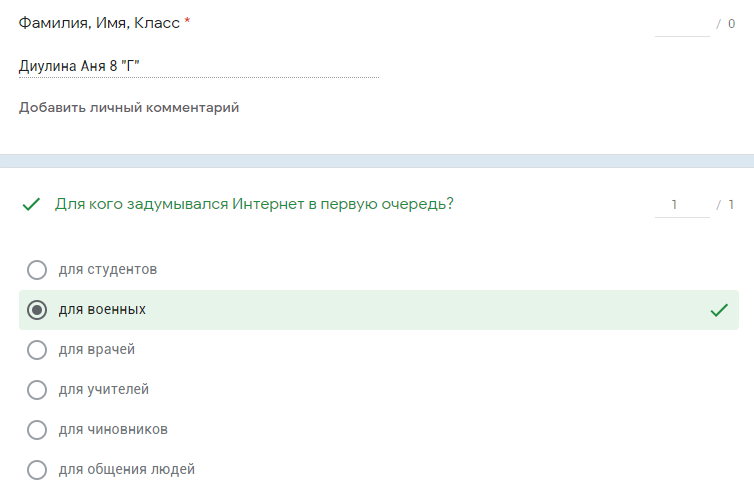 Фамилия, Имя, Класс * / 0
Диулина Аня 8 "Г"
Добавить личный комментарий
Для кого задумывался Интернет в первую очередь? 1 / 1
для студентов
для военных
для врачей
для учителей
для чиновников
для общения людей